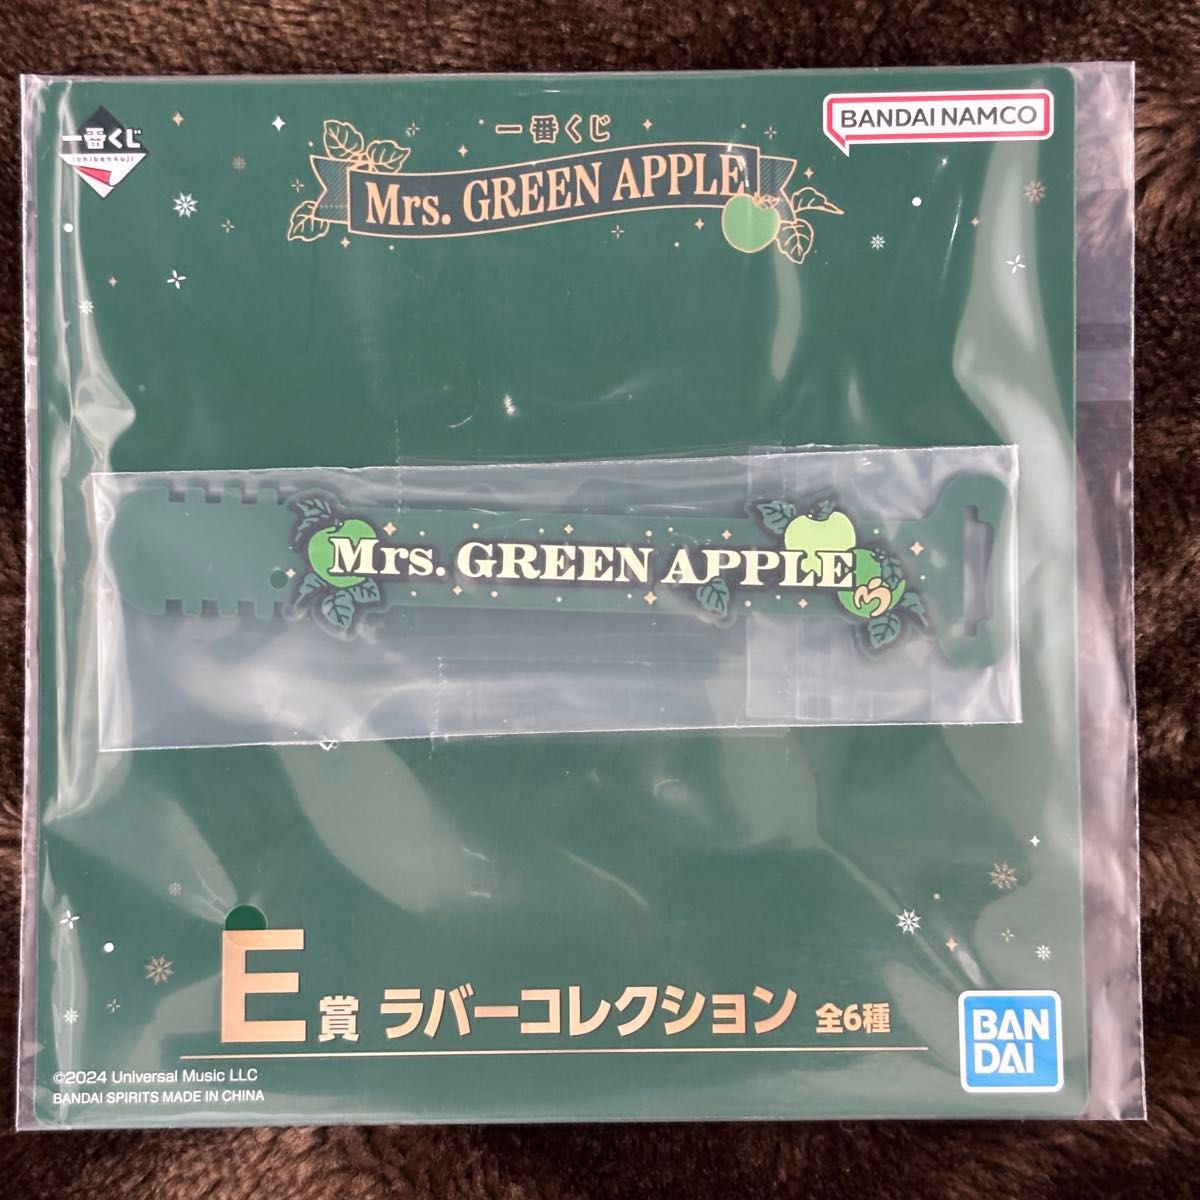 一番くじ
ichibankuji
一番くじ
Mrs. GREEN APPLE
BANDAI NAMCO
Mrs. GREEN APPLE
E賞 ラバーコレクション 全6種
©2024 Universal Music LLC
BANDAI SPIRITS MADE IN CHINA
BAN
DAI